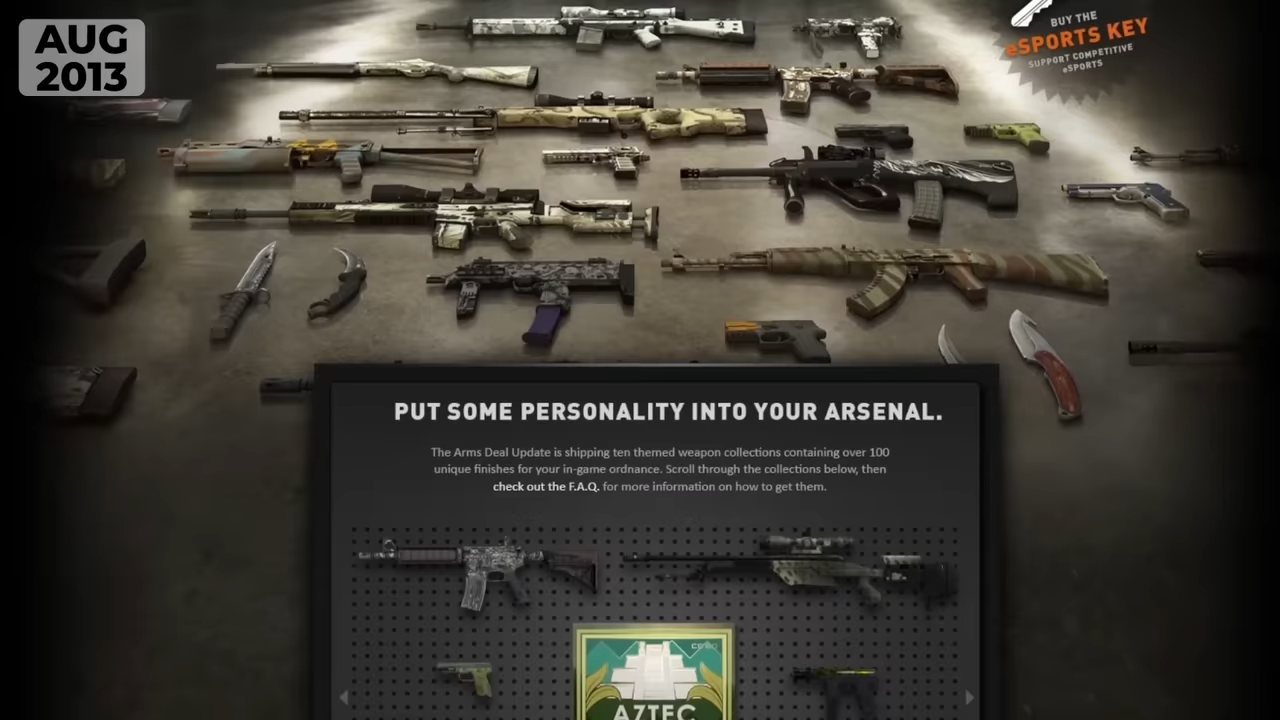 AUG
2013
BUY THE
eSPORTS KEY
SUPPORT COMPETITIVE
eSPORTS
PUT SOME PERSONALITY INTO YOUR ARSENAL.
The Arms Deal Update is shipping ten themed weapon collections containing over 100
unique finishes for your in-game ordnance. Scroll through the collections below, then
check out the F.A.Q. for more information on how to get them.
AZTEC